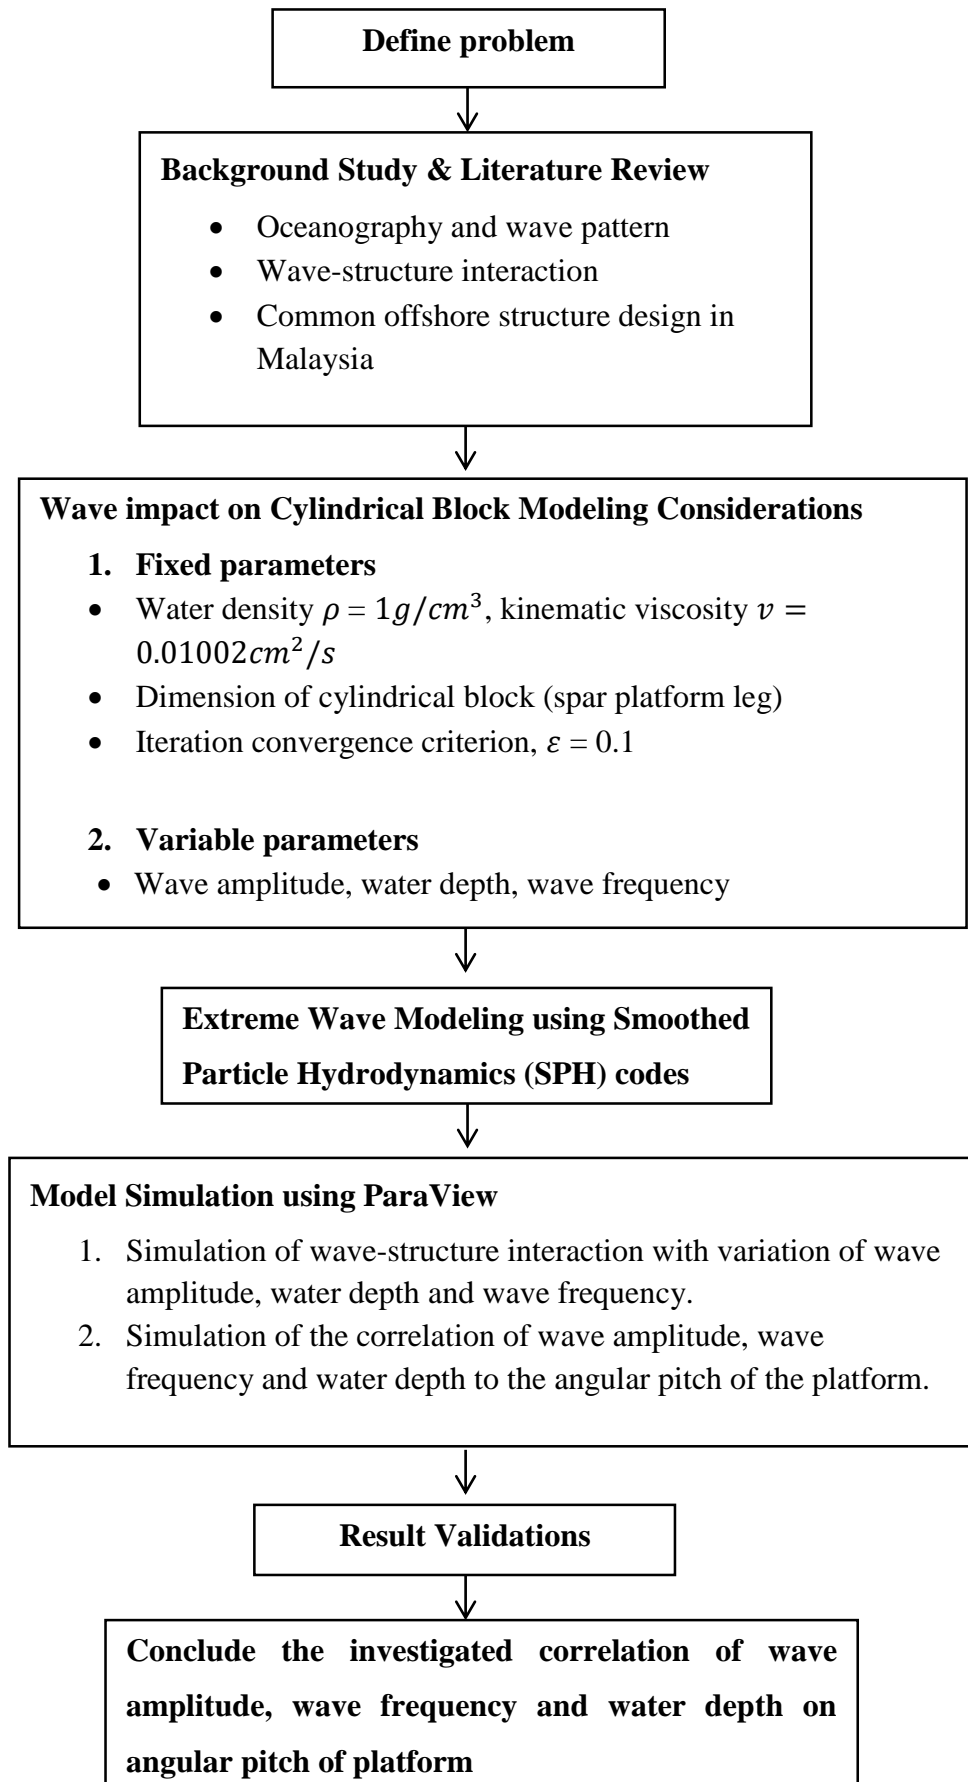 Define problem
Background Study & Literature Review
• Oceanography and wave pattern
• Wave-structure interaction
• Common offshore structure design in
Malaysia
Wave impact on Cylindrical Block Modeling Considerations
1. Fixed parameters
• Water density ρ = 1g/cm³, kinematic viscosity v =
0.01002cm²/s
• Dimension of cylindrical block (spar platform leg)
• Iteration convergence criterion, ε = 0.1
2. Variable parameters
• Wave amplitude, water depth, wave frequency
Extreme Wave Modeling using Smoothed
Particle Hydrodynamics (SPH) codes
Model Simulation using ParaView
1. Simulation of wave-structure interaction with variation of wave
amplitude, water depth and wave frequency.
2. Simulation of the correlation of wave amplitude, wave
frequency and water depth to the angular pitch of the platform.
Result Validations
Conclude the investigated correlation of wave
amplitude, wave frequency and water depth on
angular pitch of platform